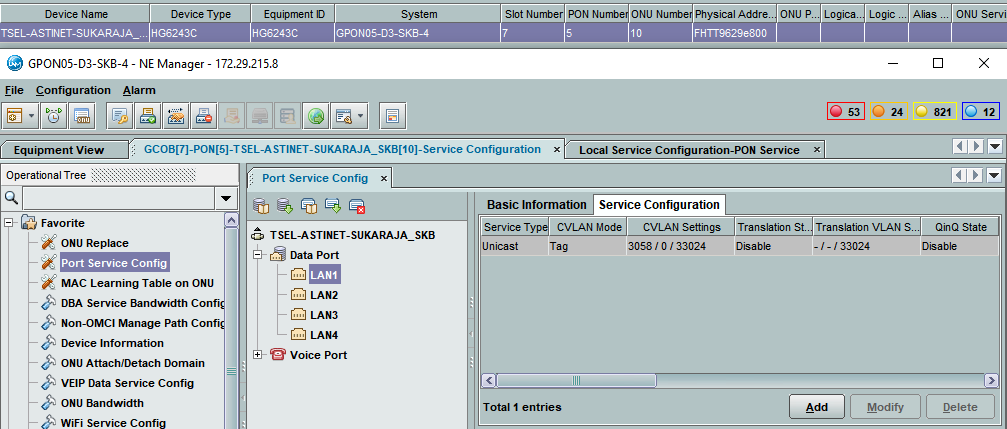 Device Name Device Type Equipment ID System Slot Number PON Number ONU Number Physical Addre... ONU P... Logica... Logic ... Alias ... ONU Servi
TSEL-ASTINET-SUKARAJA_... HG6243C HG6243C GPON05-D3-SKB-4 7 5 10 FHTT9629e800
GPON05-D3-SKB-4 - NE Manager - 172.29.215.8
File Configuration Alarm
53 24 821 12
Equipment View GCOB[7]-PON[5]-TSEL-ASTINET-SUKARAJA_SKB[10]-Service Configuration Local Service Configuration-PON Service
Operational Tree
Favorite
ONU Replace
Port Service Config
MAC Learning Table on ONU
DBA Service Bandwidth Config
Non-OMCI Manage Path Config
Device Information
ONU Attach/Detach Domain
VEIP Data Service Config
ONU Bandwidth
WiFi Service Config
Port Service Config
TSEL-ASTINET-SUKARAJA_SKB
Data Port
LAN1
LAN2
LAN3
LAN4
Voice Port
Basic Information Service Configuration
Service Type CVLAN Mode CVLAN Settings Translation St... Translation VLAN S... QinQ State
Unicast Tag 3058 / 0 / 33024 Disable - / - / 33024 Disable
Total 1 entries Add Modify Delete